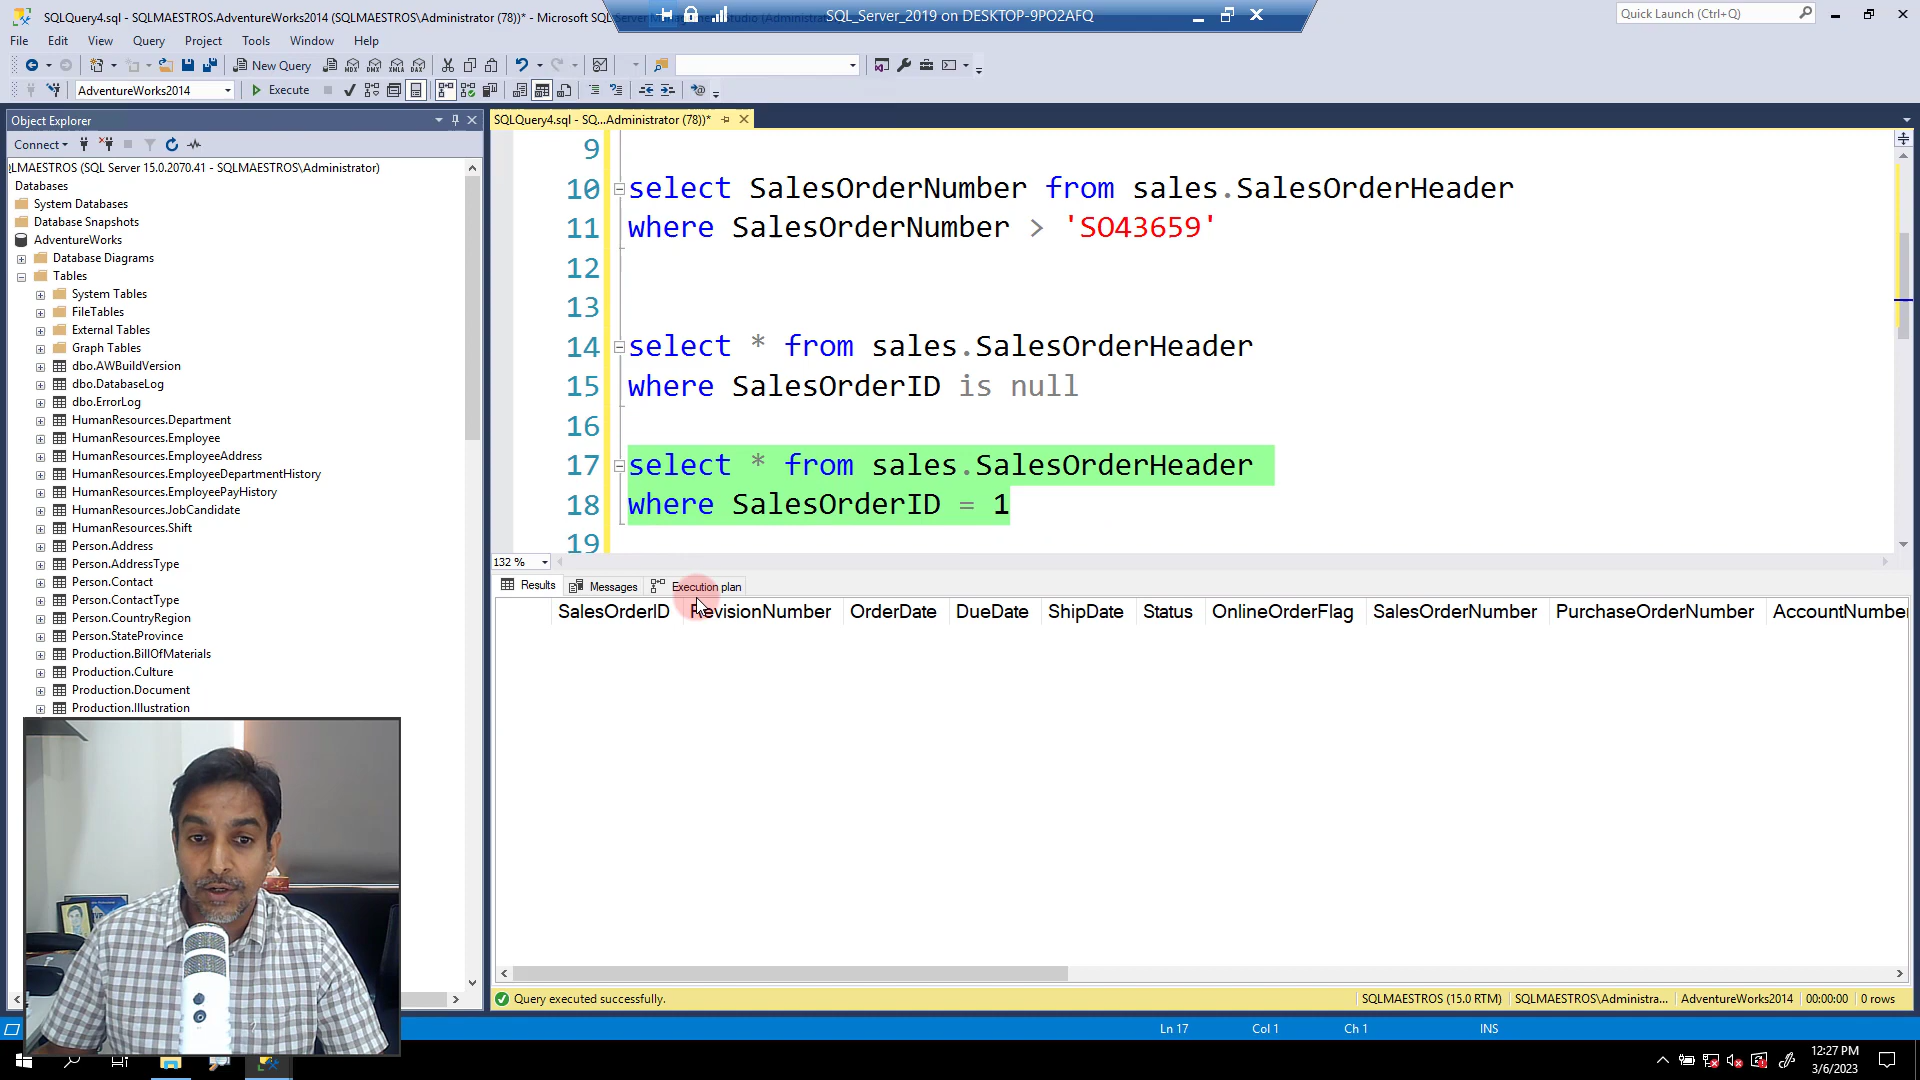 SQLQuery4.sql - SQLMAESTROS.AdventureWorks2014 (SQLMAESTROS\Administrator (78))* - Microsoft SQL
SQL_Server_2019 on DESKTOP-9PO2AFQ
Quick Launch (Ctrl+Q)
File Edit View Query Project Tools Window Help
New Query
AdventureWorks2014
Execute
Object Explorer
SQLQuery4.sql - SQ...Administrator (78))*
Connect
LMAESTROS (SQL Server 15.0.2070.41 - SQLMAESTROS\Administrator)
Databases
System Databases
Database Snapshots
AdventureWorks
Database Diagrams
Tables
System Tables
FileTables
External Tables
Graph Tables
dbo.AWBuildVersion
dbo.DatabaseLog
dbo.ErrorLog
HumanResources.Department
HumanResources.Employee
HumanResources.EmployeeAddress
HumanResources.EmployeeDepartmentHistory
HumanResources.EmployeePayHistory
HumanResources.JobCandidate
HumanResources.Shift
Person.Address
Person.AddressType
Person.Contact
Person.ContactType
Person.CountryRegion
Person.StateProvince
Production.BillOfMaterials
Production.Culture
Production.Document
Production.Illustration
9
10 select SalesOrderNumber from sales.SalesOrderHeader
11 where SalesOrderNumber > 'SO43659'
12
13
14 select * from sales.SalesOrderHeader
15 where SalesOrderID is null
16
17 select * from sales.SalesOrderHeader
18 where SalesOrderID = 1
19
132 %
Results Messages Execution plan
SalesOrderID RevisionNumber OrderDate DueDate ShipDate Status OnlineOrderFlag SalesOrderNumber PurchaseOrderNumber AccountNumber
Query executed successfully.
SQLMAESTROS (15.0 RTM) SQLMAESTROS\Administra... AdventureWorks2014 00:00:00 0 rows
Ln 17 Col 1 Ch 1 INS
12:27 PM
3/6/2023